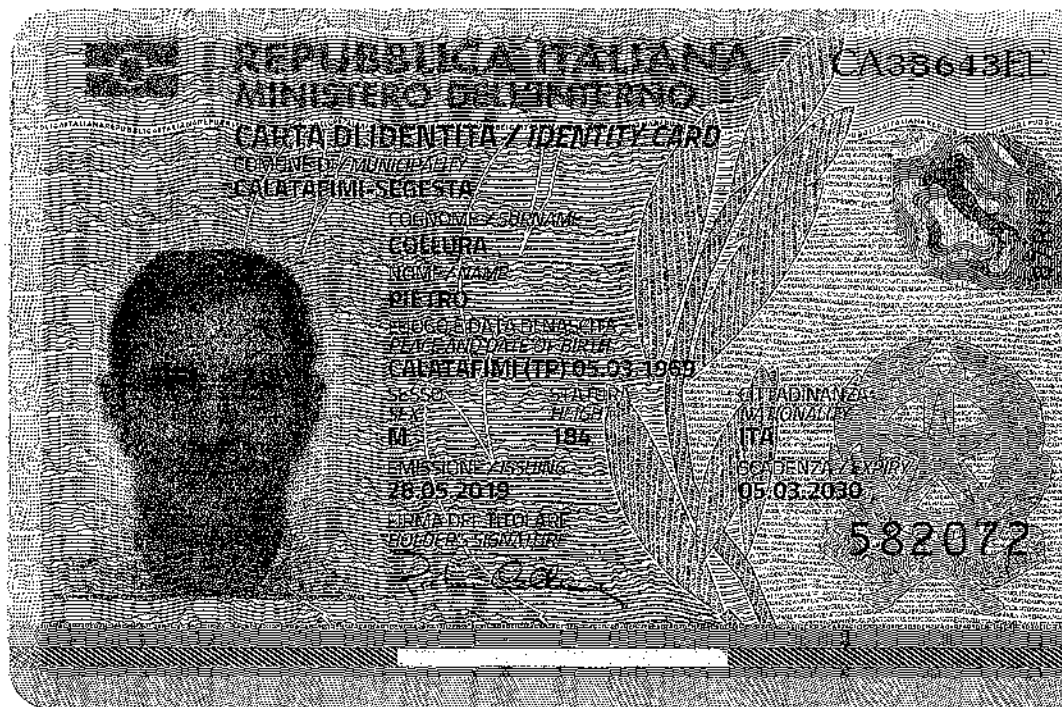 REPUBBLICA ITALIANA
CA38643EE
MINISTERO DELL'INTERNO
CARTA DI IDENTITÀ / IDENTITY CARD
COMUNE DI / MUNICIPALITY
CALATAFIMI-SEGESTA
COGNOME / SURNAME
COLLURA
NOME / NAME
PIETRO
LUOGO E DATA DI NASCITA
PLACE AND DATE OF BIRTH
CALATAFIMI (TP) 05.03.1969
SESSO STATURA CITTADINANZA
SEX HEIGHT NATIONALITY
M 184 ITA
EMISSIONE / ISSUING SCADENZA / EXPIRY
28.05.2019 05.03.2030
FIRMA DEL TITOLARE
HOLDER'S SIGNATURE
582072